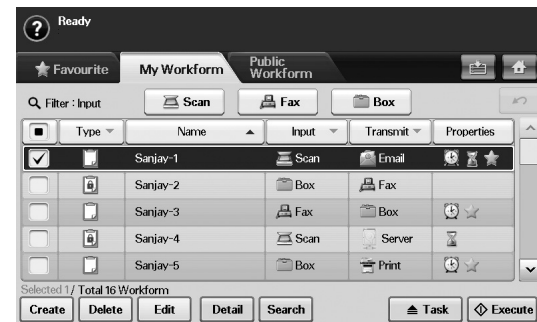 Ready
Favourite
My Workform
Public
Workform
Filter : Input
Scan
Fax
Box
Type
Name
Input
Transmit
Properties
Sanjay-1
Scan
Email
Sanjay-2
Box
Fax
Sanjay-3
Fax
Box
Sanjay-4
Scan
Server
Sanjay-5
Box
Print
Selected 1/ Total 16 Workform
Create
Delete
Edit
Detail
Search
Task
Execute